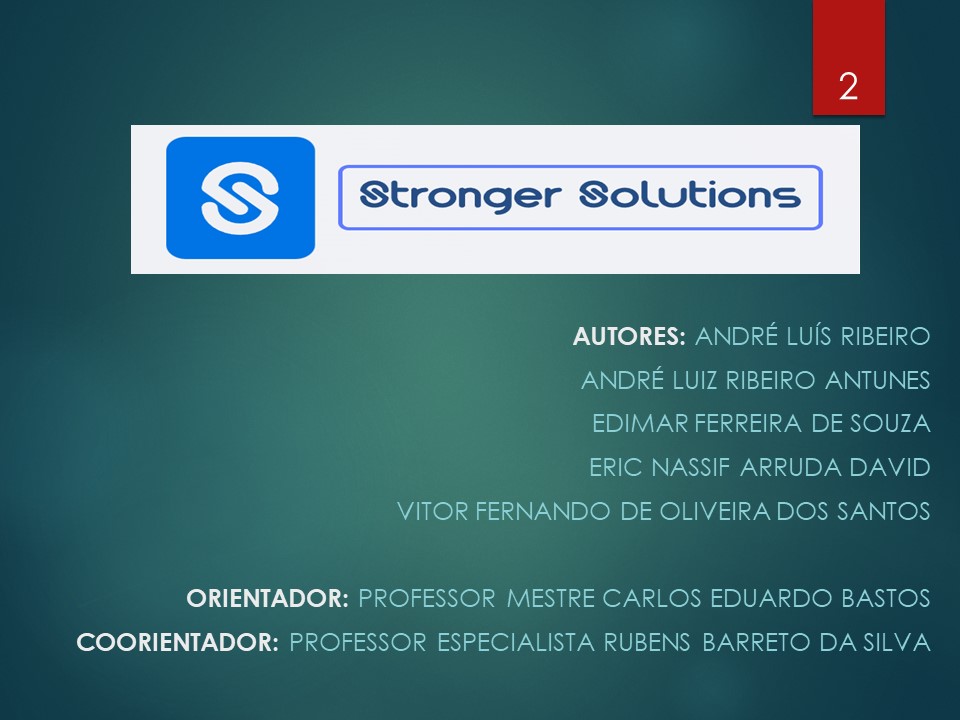 2
Stronger Solutions
AUTORES: ANDRÉ LUÍS RIBEIRO
ANDRÉ LUIZ RIBEIRO ANTUNES
EDIMAR FERREIRA DE SOUZA
ERIC NASSIF ARRUDA DAVID
VITOR FERNANDO DE OLIVEIRA DOS SANTOS
ORIENTADOR: PROFESSOR MESTRE CARLOS EDUARDO BASTOS
COORIENTADOR: PROFESSOR ESPECIALISTA RUBENS BARRETO DA SILVA